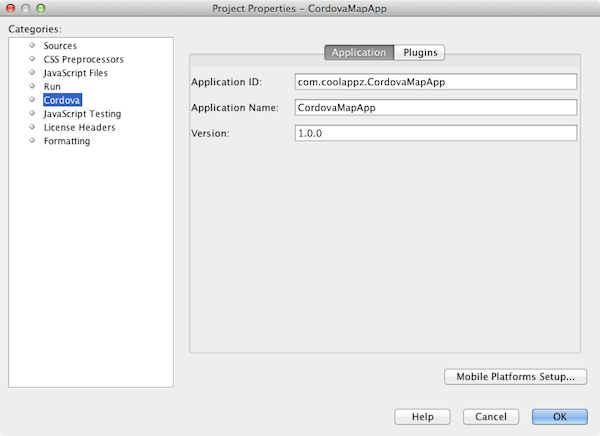 Project Properties - CordovaMapApp
Categories:
Sources
CSS Preprocessors
JavaScript Files
Run
Cordova
JavaScript Testing
License Headers
Formatting
Application
Plugins
Application ID: com.coolappz.CordovaMapApp
Application Name: CordovaMapApp
Version: 1.0.0
Mobile Platforms Setup...
Help
Cancel
OK